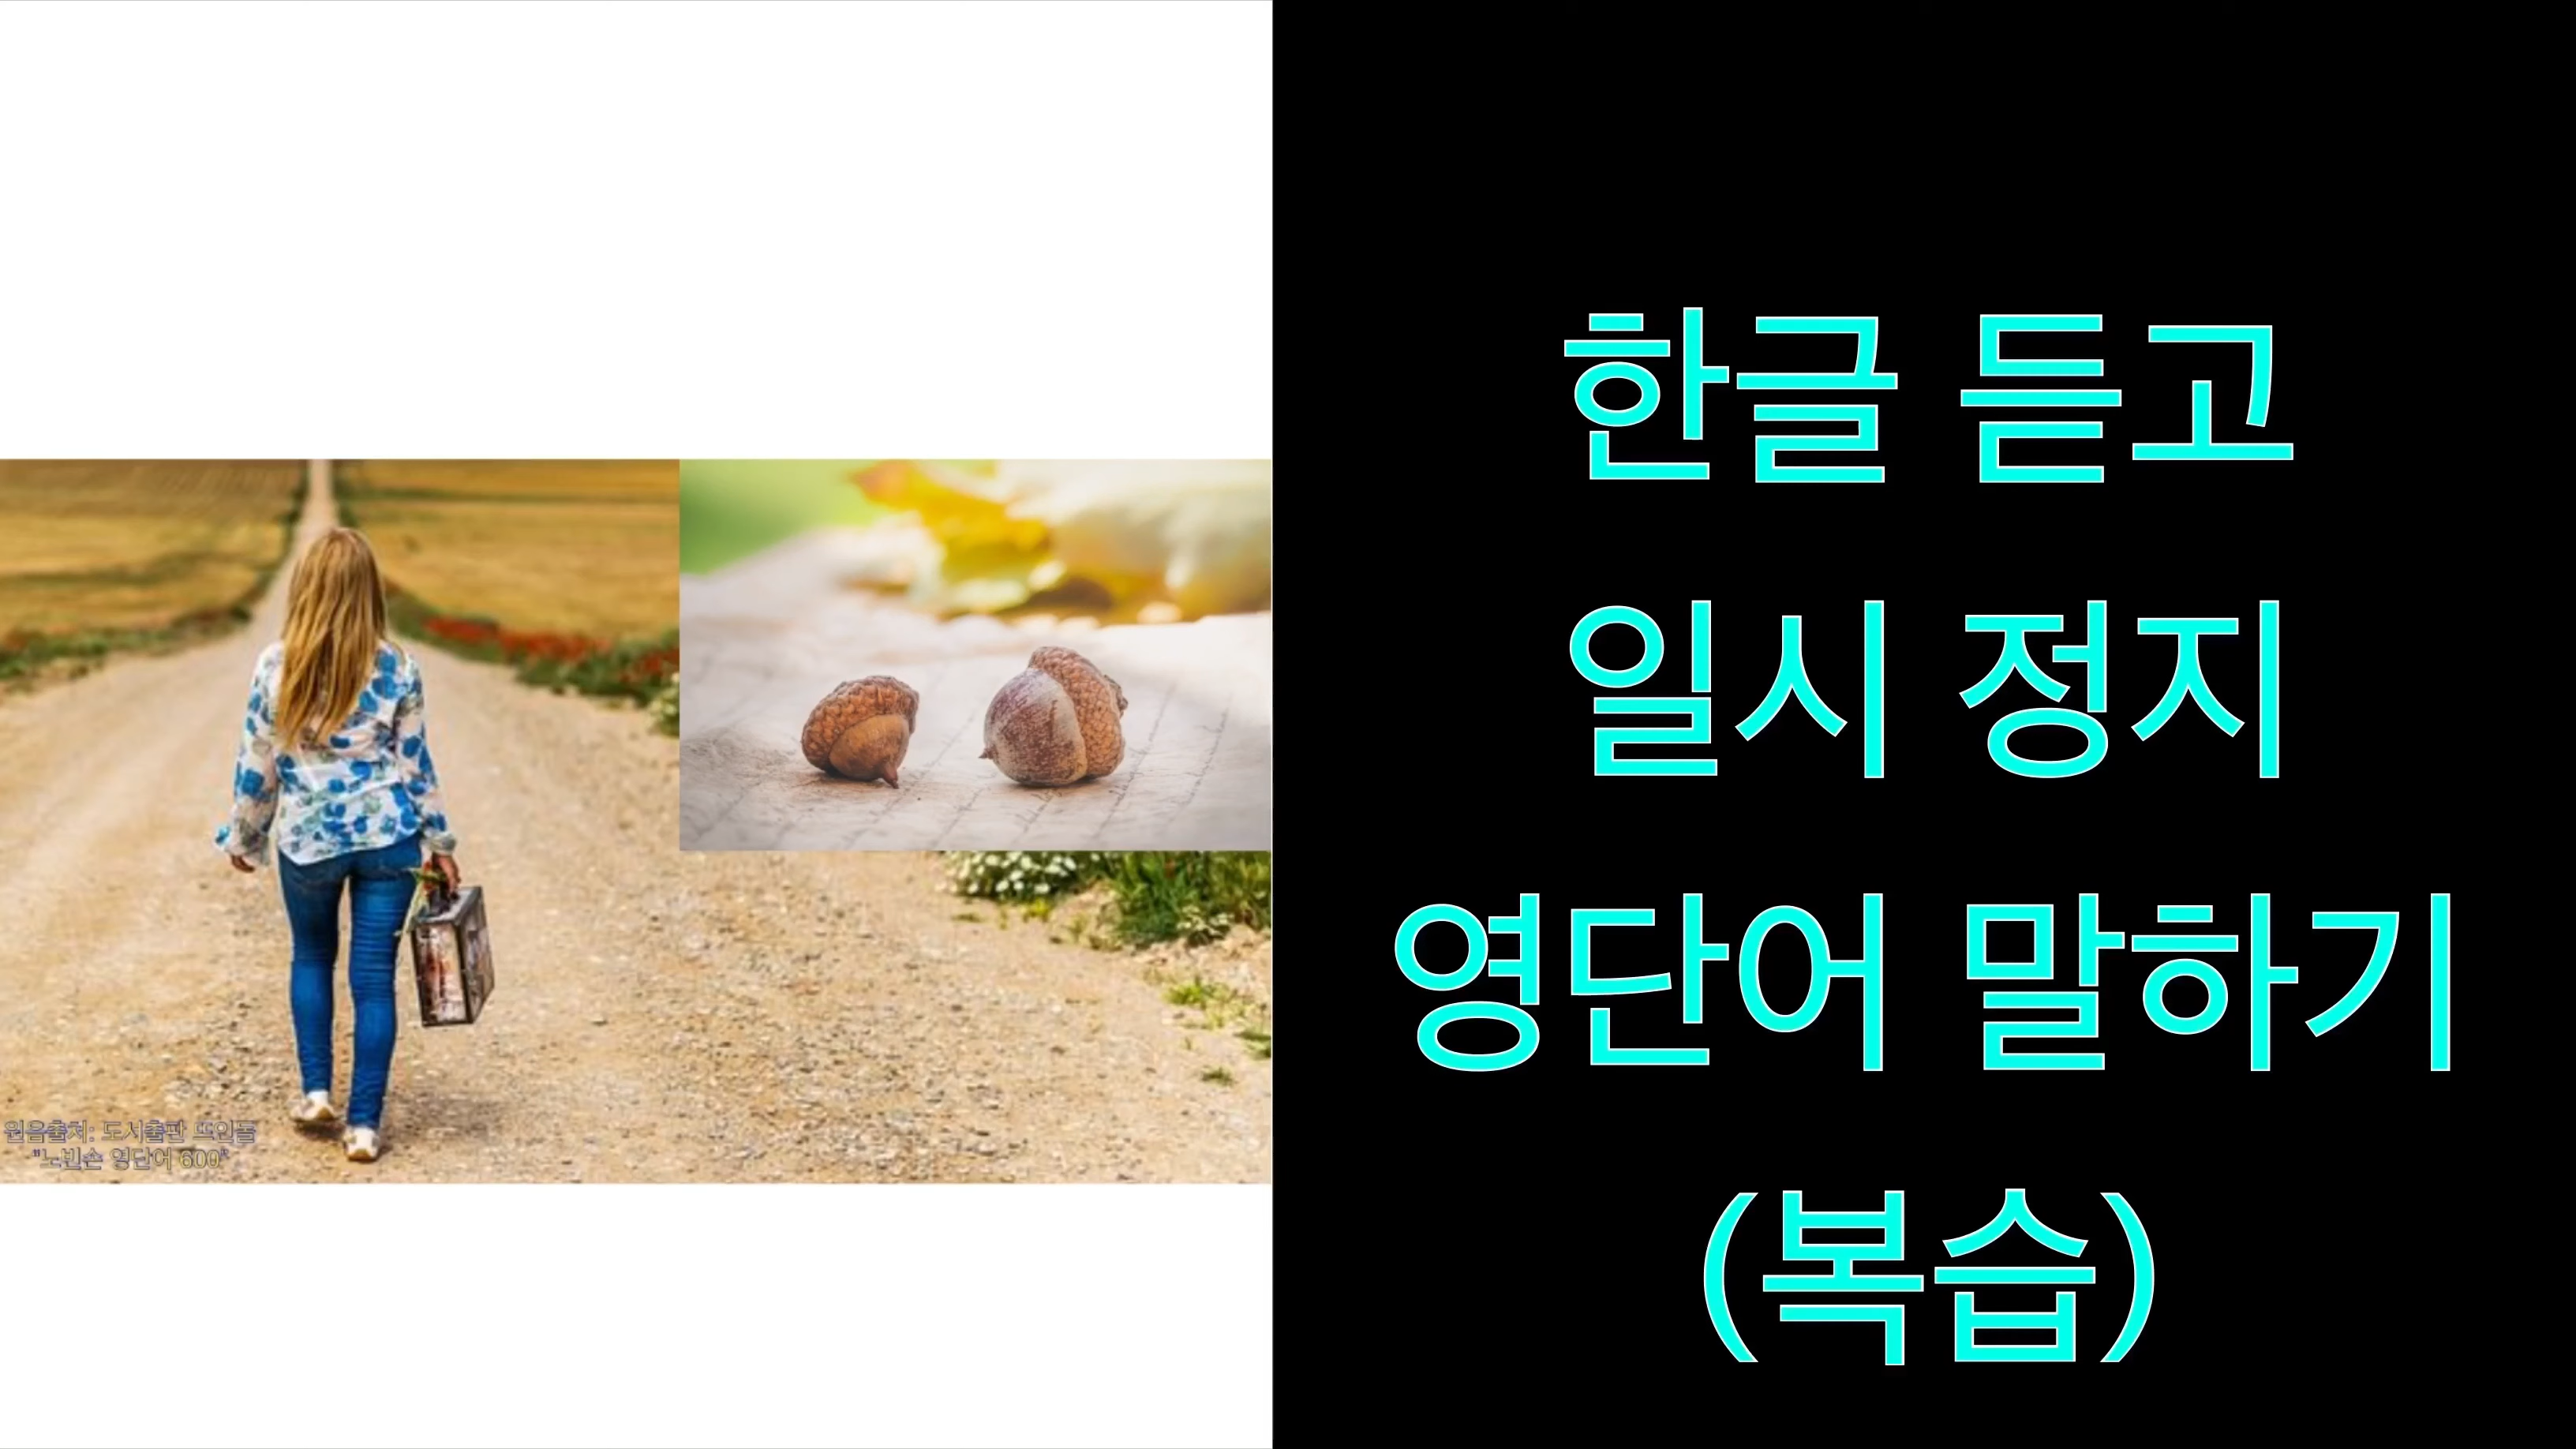 한글 듣고
일시 정지
영단어 말하기
(복습)
원음출처: 도서출판 뜨인돌
"노빈손 영단어 600"